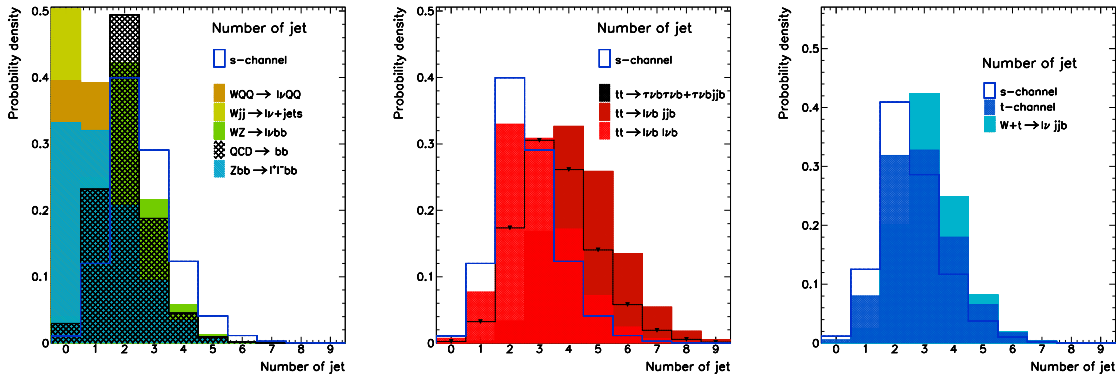 Probability density
0.5
0.4
0.3
0.2
0.1
0
Number of jet
s-channel
WQQ→ lνQQ
Wjj→lν+jets
WZ→lνbb
QCD→ bb
Zbb→l⁺l⁻bb
0 1 2 3 4 5 6 7 8 9
Number of jet
Probability density
0.5
0.4
0.3
0.2
0.1
0
Number of jet
s-channel
tt→τνbτνb+τνbjjb
tt→lνb jjb
tt→lνb lνb
0 1 2 3 4 5 6 7 8 9
Number of jet
Probability density
0.5
0.4
0.3
0.2
0.1
0
Number of jet
s-channel
t-channel
W+t→lν jjb
0 1 2 3 4 5 6 7 8 9
Number of jet